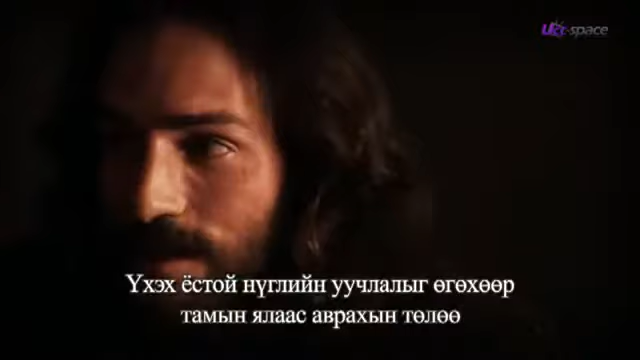 Үхэх ёстой нүглийн уучлалыг өгөхөөр
тамын ялаас аврахын төлөө